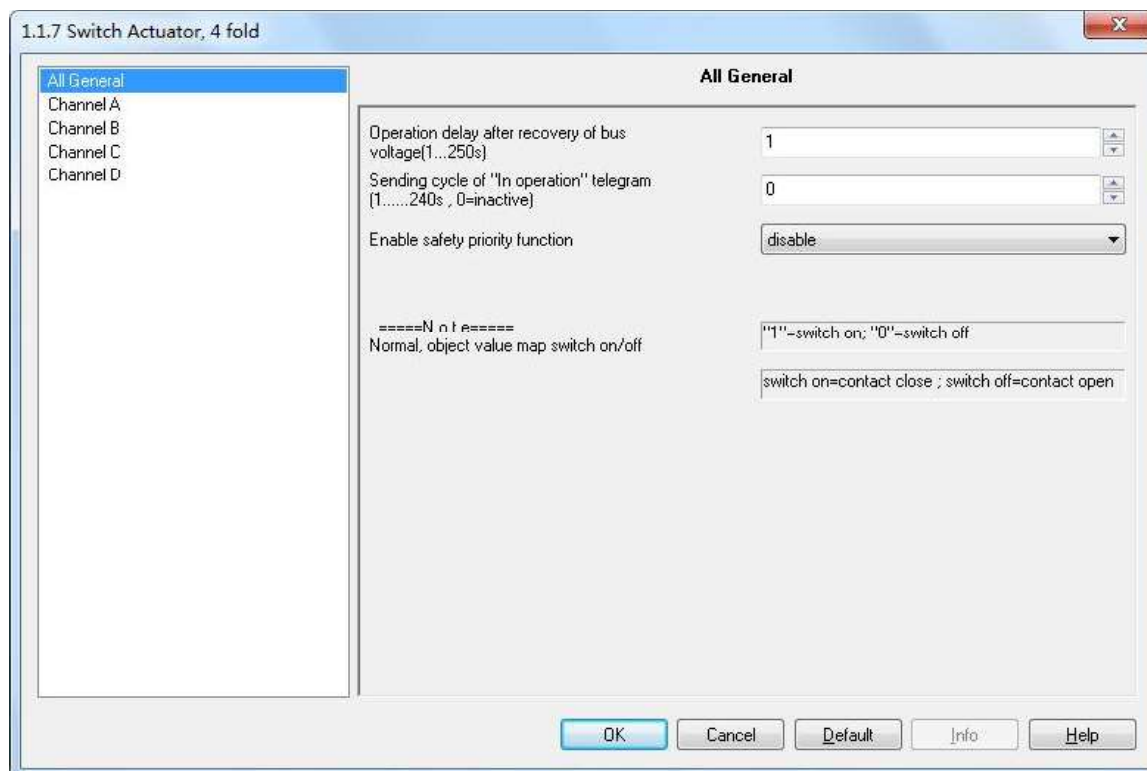 1.1.7 Switch Actuator, 4 fold
All General
Channel A
Channel B
Channel C
Channel D
All General
Operation delay after recovery of bus
voltage(1...250s)
1
Sending cycle of "In operation" telegram
(1......240s , 0=inactive)
0
Enable safety priority function
disable
=====N o t e=====
Normal, object value map switch on/off
"1"=switch on; "0"=switch off
switch on=contact close ; switch off=contact open
OK
Cancel
Default
Info
Help